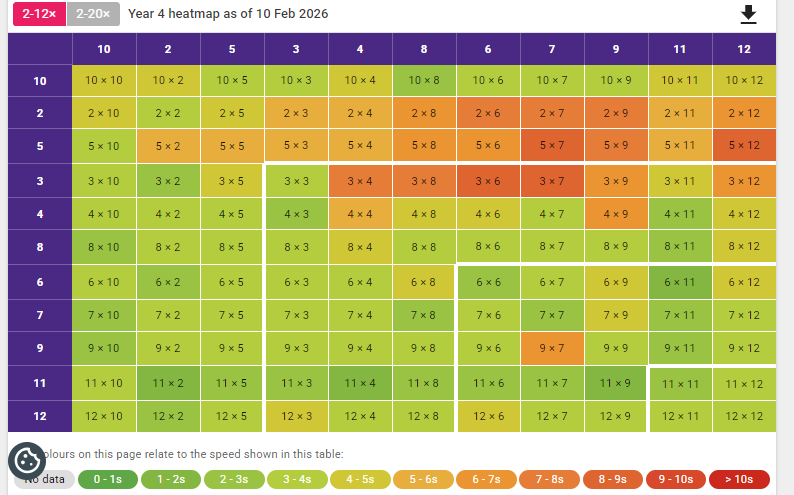 2-12× 2-20× Year 4 heatmap as of 10 Feb 2026
10 2 5 3 4 8 6 7 9 11 12
10 10 × 10 10 × 2 10 × 5 10 × 3 10 × 4 10 × 8 10 × 6 10 × 7 10 × 9 10 × 11 10 × 12
2 2 × 10 2 × 2 2 × 5 2 × 3 2 × 4 2 × 8 2 × 6 2 × 7 2 × 9 2 × 11 2 × 12
5 5 × 10 5 × 2 5 × 5 5 × 3 5 × 4 5 × 8 5 × 6 5 × 7 5 × 9 5 × 11 5 × 12
3 3 × 10 3 × 2 3 × 5 3 × 3 3 × 4 3 × 8 3 × 6 3 × 7 3 × 9 3 × 11 3 × 12
4 4 × 10 4 × 2 4 × 5 4 × 3 4 × 4 4 × 8 4 × 6 4 × 7 4 × 9 4 × 11 4 × 12
8 8 × 10 8 × 2 8 × 5 8 × 3 8 × 4 8 × 8 8 × 6 8 × 7 8 × 9 8 × 11 8 × 12
6 6 × 10 6 × 2 6 × 5 6 × 3 6 × 4 6 × 8 6 × 6 6 × 7 6 × 9 6 × 11 6 × 12
7 7 × 10 7 × 2 7 × 5 7 × 3 7 × 4 7 × 8 7 × 6 7 × 7 7 × 9 7 × 11 7 × 12
9 9 × 10 9 × 2 9 × 5 9 × 3 9 × 4 9 × 8 9 × 6 9 × 7 9 × 9 9 × 11 9 × 12
11 11 × 10 11 × 2 11 × 5 11 × 3 11 × 4 11 × 8 11 × 6 11 × 7 11 × 9 11 × 11 11 × 12
12 12 × 10 12 × 2 12 × 5 12 × 3 12 × 4 12 × 8 12 × 6 12 × 7 12 × 9 12 × 11 12 × 12
olours on this page relate to the speed shown in this table:
No data 0 - 1s 1 - 2s 2 - 3s 3 - 4s 4 - 5s 5 - 6s 6 - 7s 7 - 8s 8 - 9s 9 - 10s > 10s